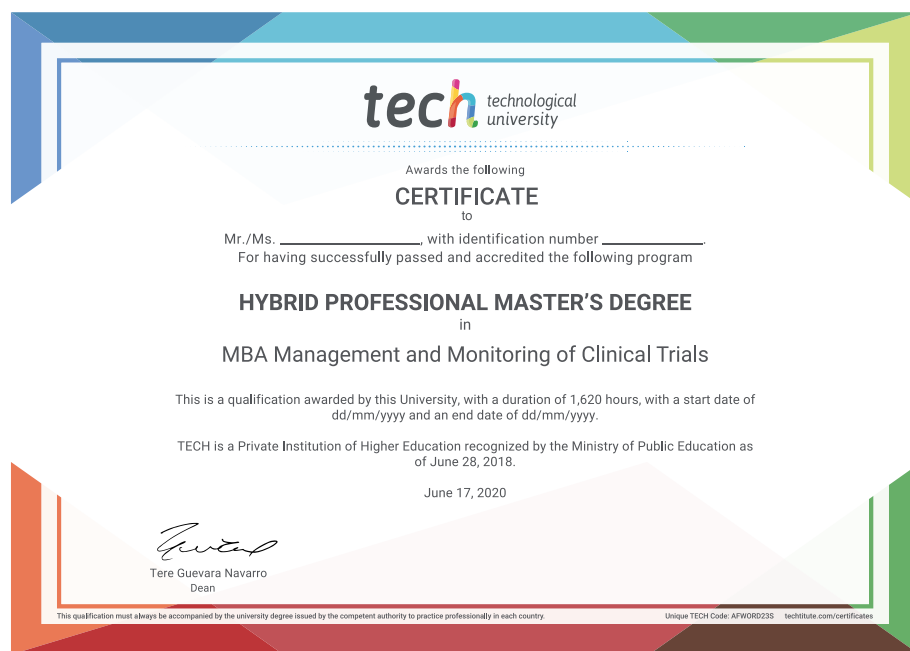 tech technological
university
Awards the following
CERTIFICATE
to
Mr./Ms. ____________________, with identification number ______________.
For having successfully passed and accredited the following program
HYBRID PROFESSIONAL MASTER'S DEGREE
in
MBA Management and Monitoring of Clinical Trials
This is a qualification awarded by this University, with a duration of 1,620 hours, with a start date of
dd/mm/yyyy and an end date of dd/mm/yyyy.
TECH is a Private Institution of Higher Education recognized by the Ministry of Public Education as
of June 28, 2018.
June 17, 2020
Tere Guevara Navarro
Dean
This qualification must always be accompanied by the university degree issued by the competent authority to practice professionally in each country. Unique TECH Code: AFWORD23S techtitute.com/certificates